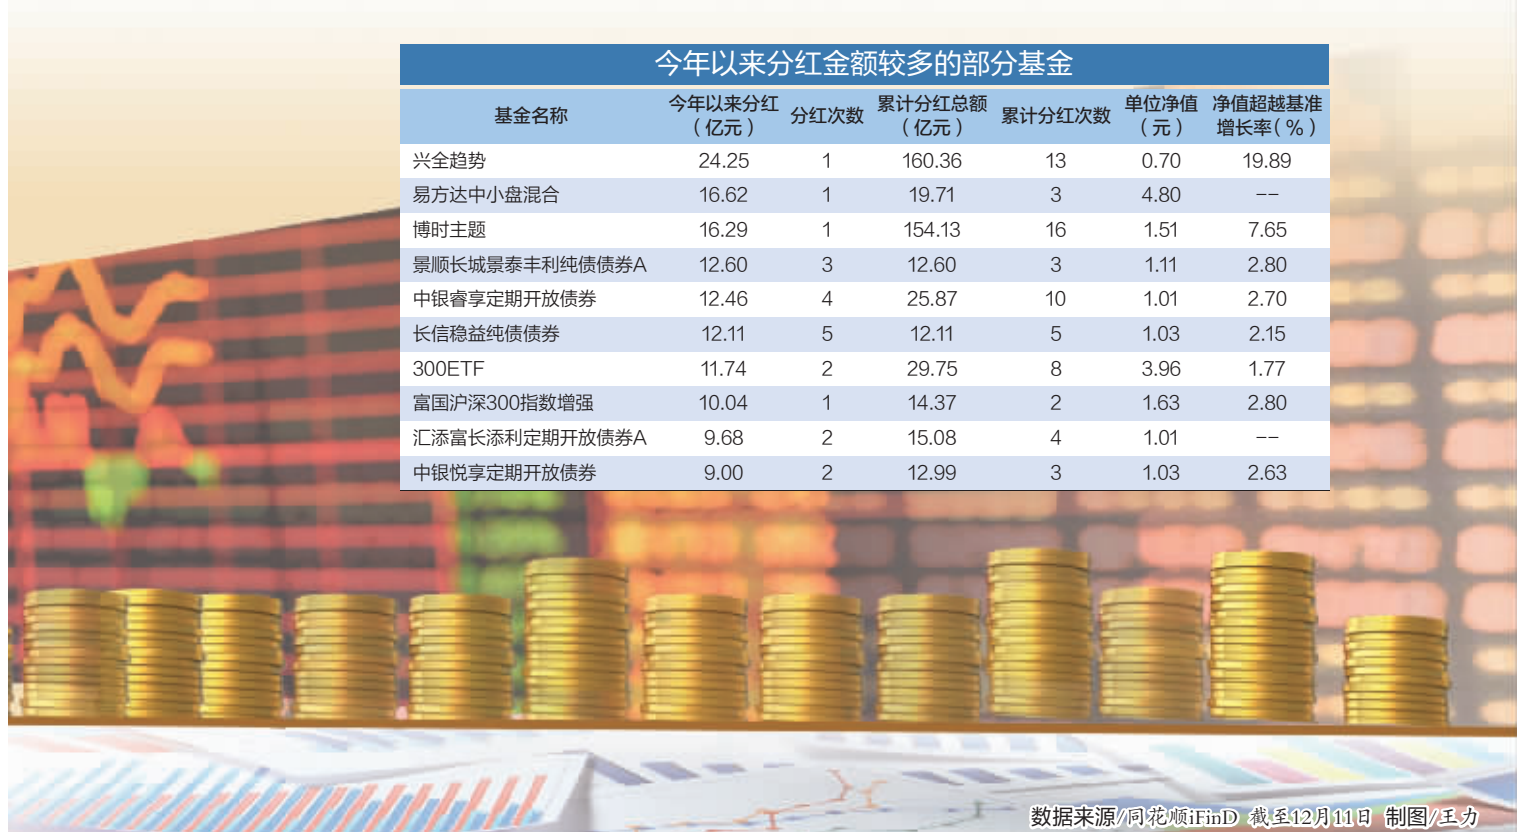 今年以来分红金额较多的部分基金
基金名称 今年以来分红（亿元） 分红次数 累计分红总额（亿元） 累计分红次数 单位净值（元） 净值超越基准增长率（%）
兴全趋势 24.25 1 160.36 13 0.70 19.89
易方达中小盘混合 16.62 1 19.71 3 4.80 --
博时主题 16.29 1 154.13 16 1.51 7.65
景顺长城景泰丰利纯债债券A 12.60 3 12.60 3 1.11 2.80
中银睿享定期开放债券 12.46 4 25.87 10 1.01 2.70
长信稳益纯债债券 12.11 5 12.11 5 1.03 2.15
300ETF 11.74 2 29.75 8 3.96 1.77
富国沪深300指数增强 10.04 1 14.37 2 1.63 2.80
汇添富长添利定期开放债券A 9.68 2 15.08 4 1.01 --
中银悦享定期开放债券 9.00 2 12.99 3 1.03 2.63
数据来源/同花顺iFinD 截至12月11日 制图/王力